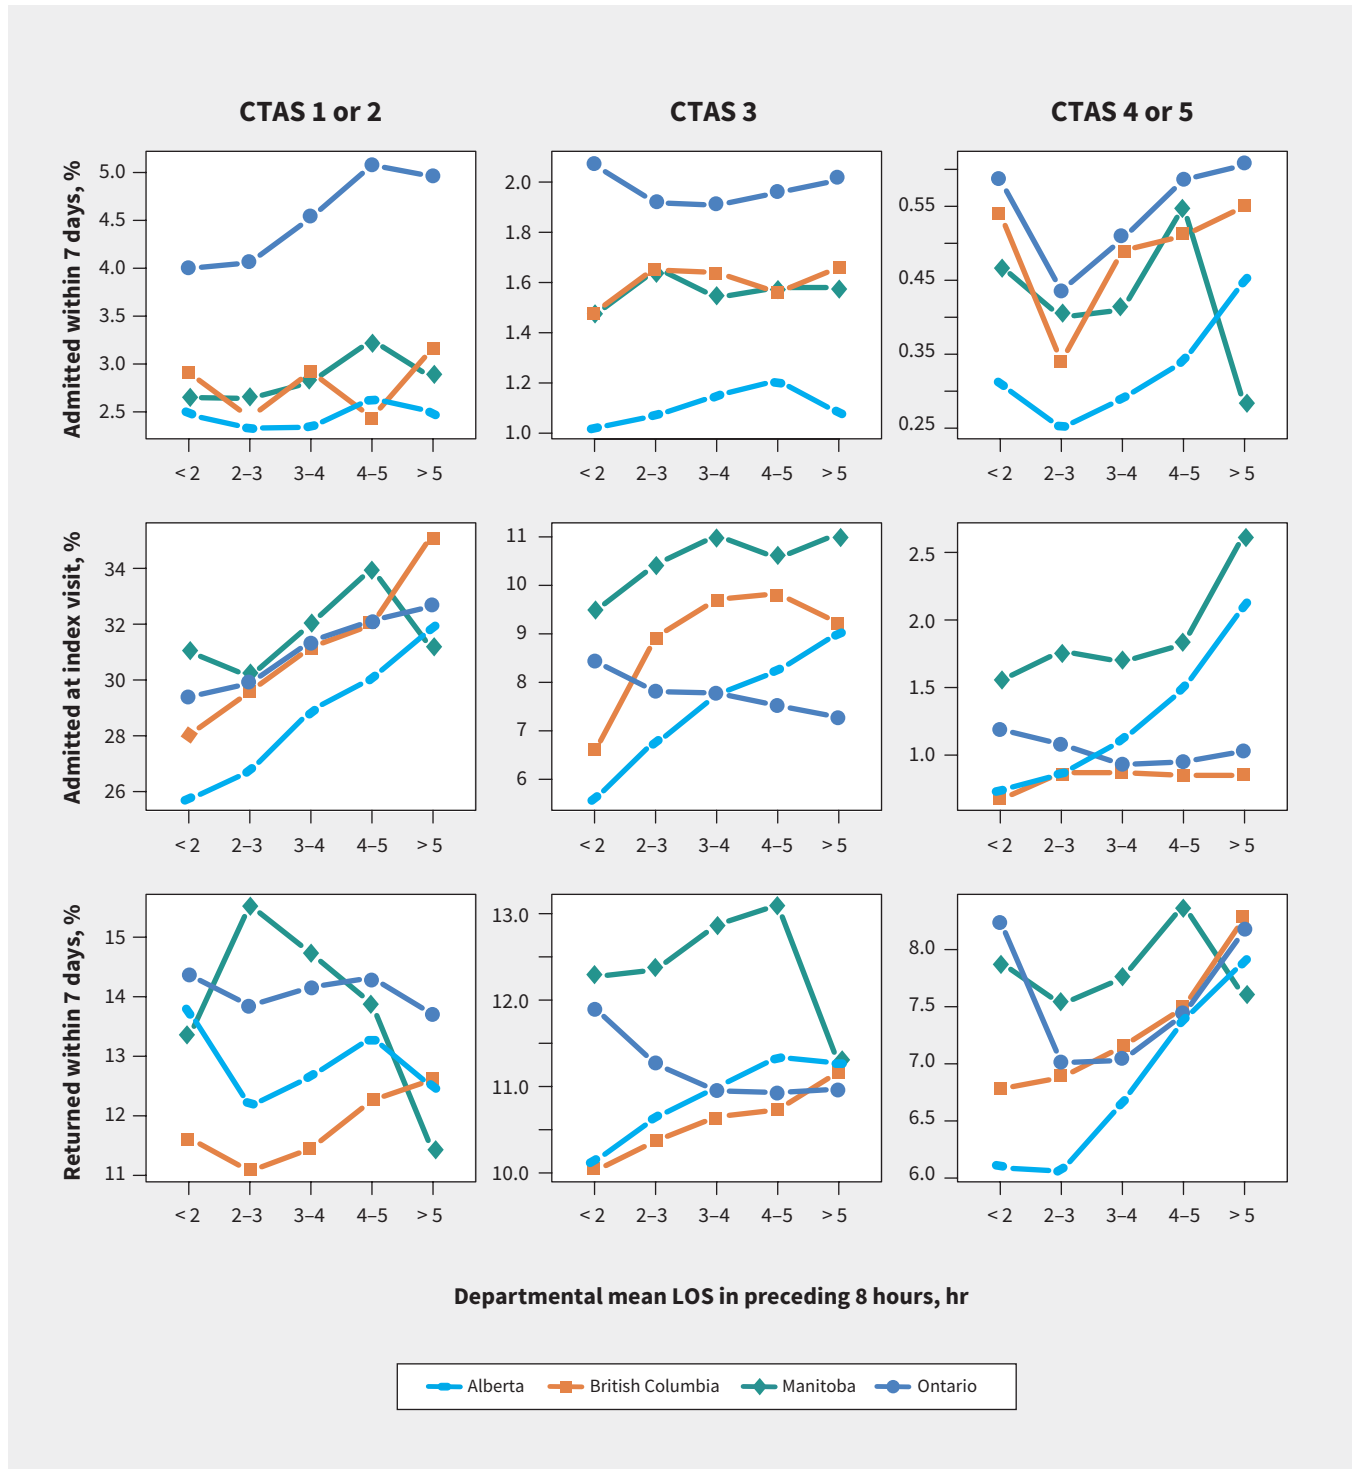 CTAS 1 or 2
CTAS 3
CTAS 4 or 5
Admitted within 7 days, %
5.0
4.5
4.0
3.5
3.0
2.5
< 2 2–3 3–4 4–5 > 5
2.0
1.8
1.6
1.4
1.2
1.0
< 2 2–3 3–4 4–5 > 5
0.55
0.45
0.35
0.25
< 2 2–3 3–4 4–5 > 5
Admitted at index visit, %
34
32
30
28
26
< 2 2–3 3–4 4–5 > 5
11
10
9
8
7
6
< 2 2–3 3–4 4–5 > 5
2.5
2.0
1.5
1.0
< 2 2–3 3–4 4–5 > 5
Returned within 7 days, %
15
14
13
12
11
< 2 2–3 3–4 4–5 > 5
13.0
12.0
11.0
10.0
< 2 2–3 3–4 4–5 > 5
8.0
7.5
7.0
6.5
6.0
< 2 2–3 3–4 4–5 > 5
Departmental mean LOS in preceding 8 hours, hr
Alberta British Columbia Manitoba Ontario